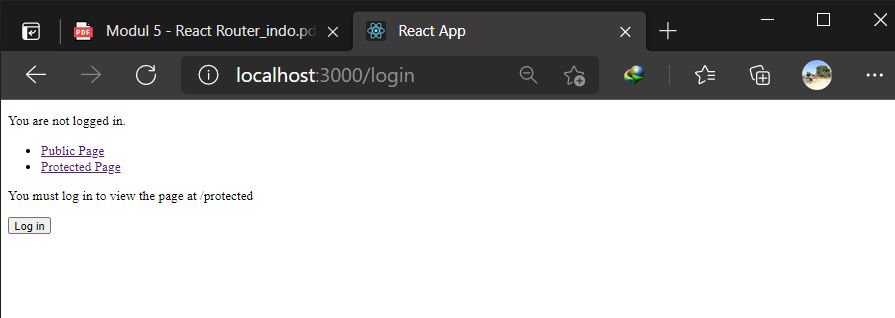 PDF
Modul 5 - React Router_indo.pd
React App
localhost:3000/login
You are not logged in.
Public Page
Protected Page
You must log in to view the page at /protected
Log in